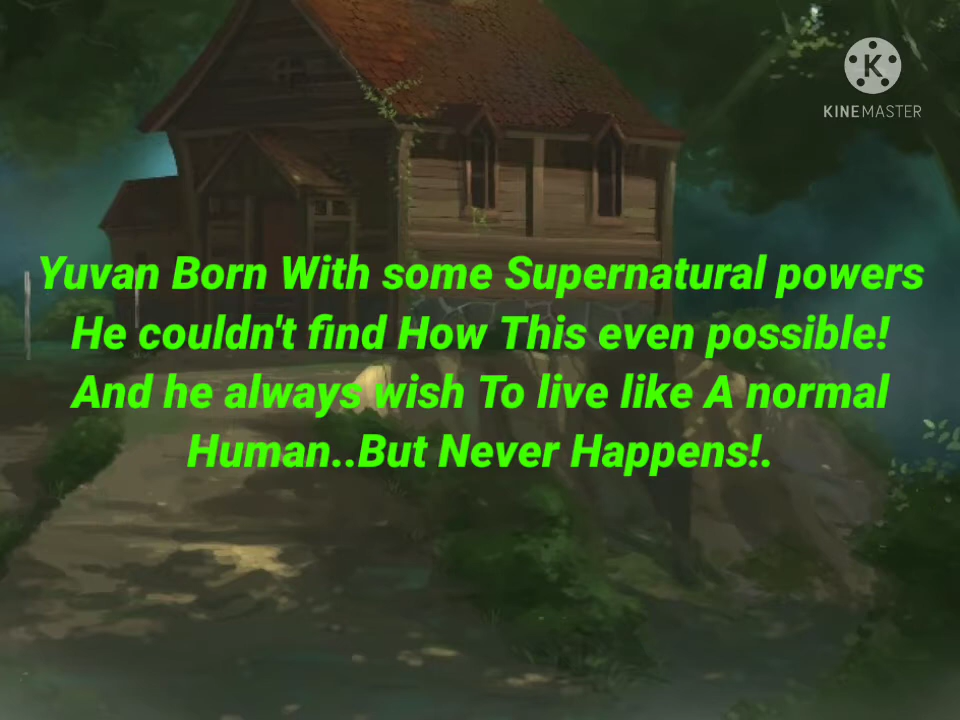 KINEMASTER
Yuvan Born With some Supernatural powers
He couldn't find How This even possible!
And he always wish To live like A normal
Human..But Never Happens!.